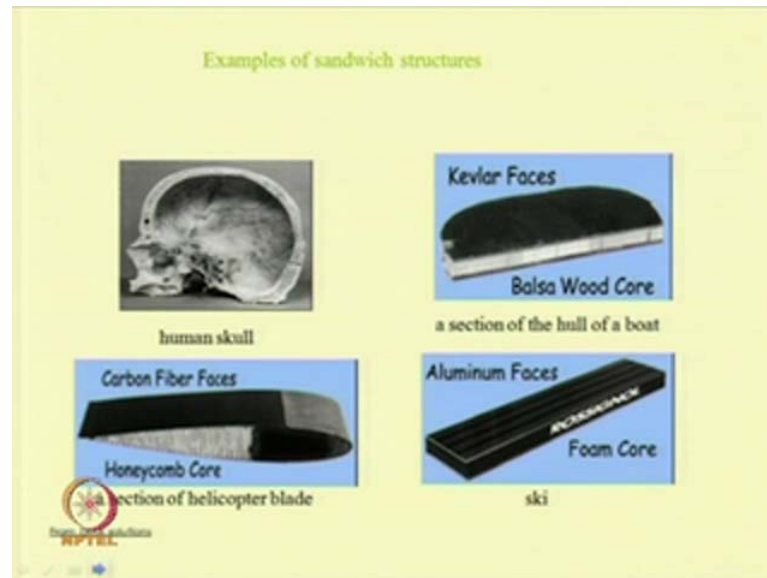 Examples of sandwich structures
human skull
Kevlar Faces
Balsa Wood Core
a section of the hull of a boat
Carbon Fiber Faces
Honeycomb Core
a section of helicopter blade
Aluminum Faces
ROSSIGNOL
Foam Core
ski
NPTEL